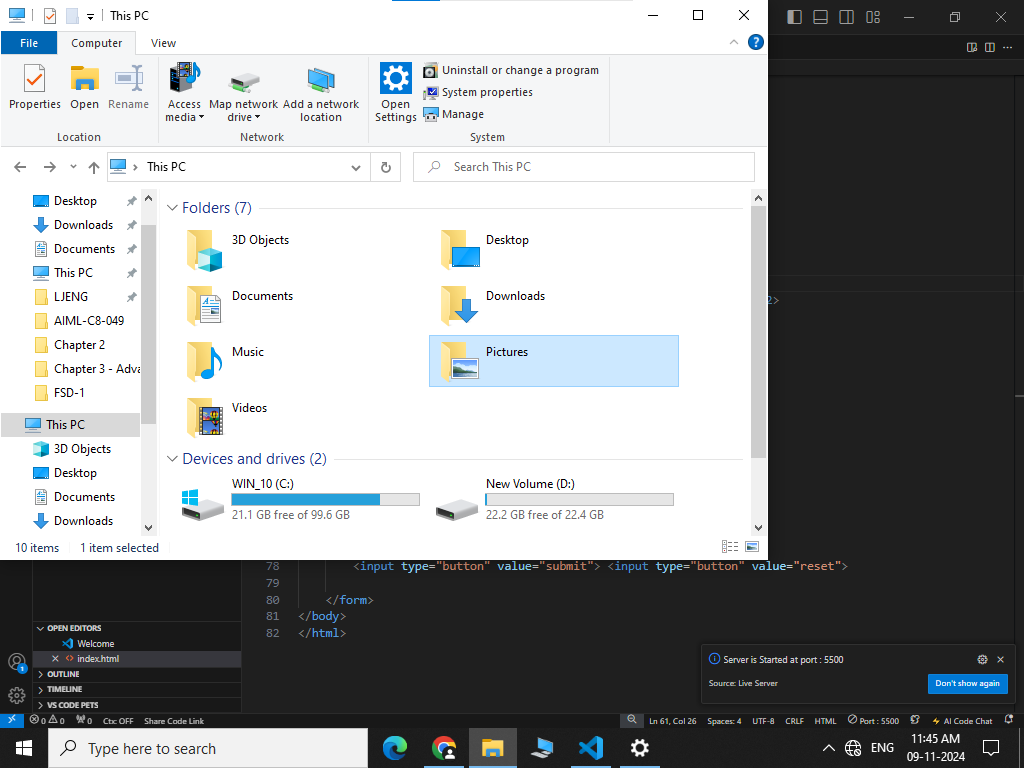 This PC
File Computer View
Properties Open Rename Access media Map network drive Add a network location Open Settings Uninstall or change a program System properties Manage
Location Network System
This PC Search This PC
Desktop
Downloads
Documents
This PC
LJENG
AIML-C8-049
Chapter 2
Chapter 3 - Adva
FSD-1
This PC
3D Objects
Desktop
Documents
Downloads
Folders (7)
3D Objects Desktop
Documents Downloads
Music Pictures
Videos
Devices and drives (2)
WIN_10 (C:) New Volume (D:)
21.1 GB free of 99.6 GB 22.2 GB free of 22.4 GB
10 items 1 item selected
2>
78 <input type="button" value="submit"> <input type="button" value="reset">
79
80 </form>
81 </body>
82 </html>
OPEN EDITORS
Welcome
index.html
OUTLINE
TIMELINE
VS CODE PETS
Server is Started at port : 5500
Source: Live Server Don't show again
1
0 0 0 Ctx: OFF Share Code Link Ln 61, Col 26 Spaces: 4 UTF-8 CRLF HTML Port : 5500 AI Code Chat
Type here to search ENG 11:45 AM
09-11-2024